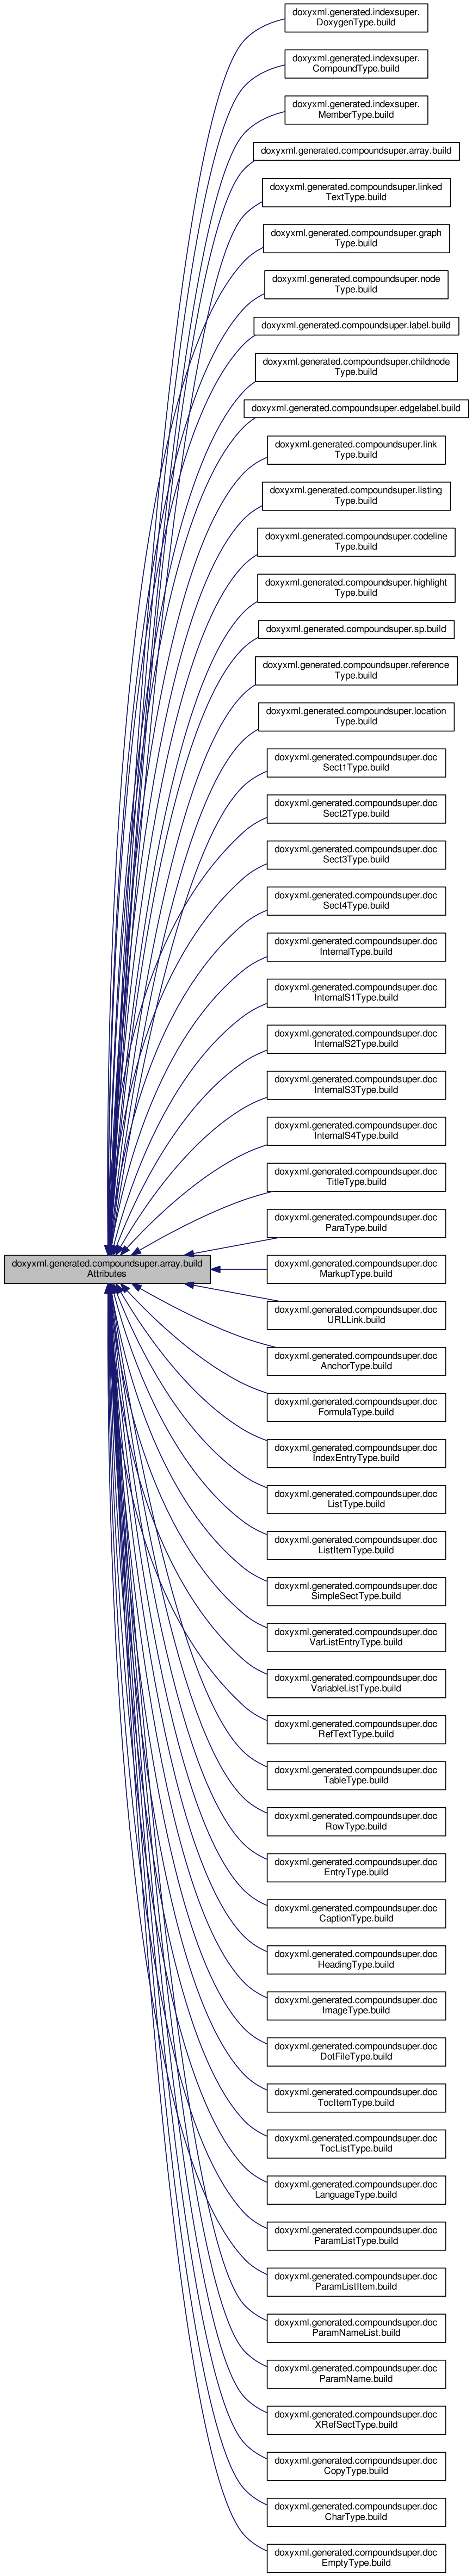 doxyxml.generated.indexsuper.
DoxygenType.build
doxyxml.generated.indexsuper.
CompoundType.build
doxyxml.generated.indexsuper.
MemberType.build
doxyxml.generated.compoundsuper.array.build
doxyxml.generated.compoundsuper.linked
TextType.build
doxyxml.generated.compoundsuper.graph
Type.build
doxyxml.generated.compoundsuper.node
Type.build
doxyxml.generated.compoundsuper.label.build
doxyxml.generated.compoundsuper.childnode
Type.build
doxyxml.generated.compoundsuper.edgelabel.build
doxyxml.generated.compoundsuper.link
Type.build
doxyxml.generated.compoundsuper.listing
Type.build
doxyxml.generated.compoundsuper.codeline
Type.build
doxyxml.generated.compoundsuper.highlight
Type.build
doxyxml.generated.compoundsuper.sp.build
doxyxml.generated.compoundsuper.reference
Type.build
doxyxml.generated.compoundsuper.location
Type.build
doxyxml.generated.compoundsuper.doc
Sect1Type.build
doxyxml.generated.compoundsuper.doc
Sect2Type.build
doxyxml.generated.compoundsuper.doc
Sect3Type.build
doxyxml.generated.compoundsuper.doc
Sect4Type.build
doxyxml.generated.compoundsuper.doc
InternalType.build
doxyxml.generated.compoundsuper.doc
InternalS1Type.build
doxyxml.generated.compoundsuper.doc
InternalS2Type.build
doxyxml.generated.compoundsuper.doc
InternalS3Type.build
doxyxml.generated.compoundsuper.doc
InternalS4Type.build
doxyxml.generated.compoundsuper.doc
TitleType.build
doxyxml.generated.compoundsuper.doc
ParaType.build
doxyxml.generated.compoundsuper.array.build
Attributes
doxyxml.generated.compoundsuper.doc
MarkupType.build
doxyxml.generated.compoundsuper.doc
URLLink.build
doxyxml.generated.compoundsuper.doc
AnchorType.build
doxyxml.generated.compoundsuper.doc
FormulaType.build
doxyxml.generated.compoundsuper.doc
IndexEntryType.build
doxyxml.generated.compoundsuper.doc
ListType.build
doxyxml.generated.compoundsuper.doc
ListItemType.build
doxyxml.generated.compoundsuper.doc
SimpleSectType.build
doxyxml.generated.compoundsuper.doc
VarListEntryType.build
doxyxml.generated.compoundsuper.doc
VariableListType.build
doxyxml.generated.compoundsuper.doc
RefTextType.build
doxyxml.generated.compoundsuper.doc
TableType.build
doxyxml.generated.compoundsuper.doc
RowType.build
doxyxml.generated.compoundsuper.doc
EntryType.build
doxyxml.generated.compoundsuper.doc
CaptionType.build
doxyxml.generated.compoundsuper.doc
HeadingType.build
doxyxml.generated.compoundsuper.doc
ImageType.build
doxyxml.generated.compoundsuper.doc
DotFileType.build
doxyxml.generated.compoundsuper.doc
TocItemType.build
doxyxml.generated.compoundsuper.doc
TocListType.build
doxyxml.generated.compoundsuper.doc
LanguageType.build
doxyxml.generated.compoundsuper.doc
ParamListType.build
doxyxml.generated.compoundsuper.doc
ParamListItem.build
doxyxml.generated.compoundsuper.doc
ParamNameList.build
doxyxml.generated.compoundsuper.doc
ParamName.build
doxyxml.generated.compoundsuper.doc
XRefSectType.build
doxyxml.generated.compoundsuper.doc
CopyType.build
doxyxml.generated.compoundsuper.doc
CharType.build
doxyxml.generated.compoundsuper.doc
EmptyType.build